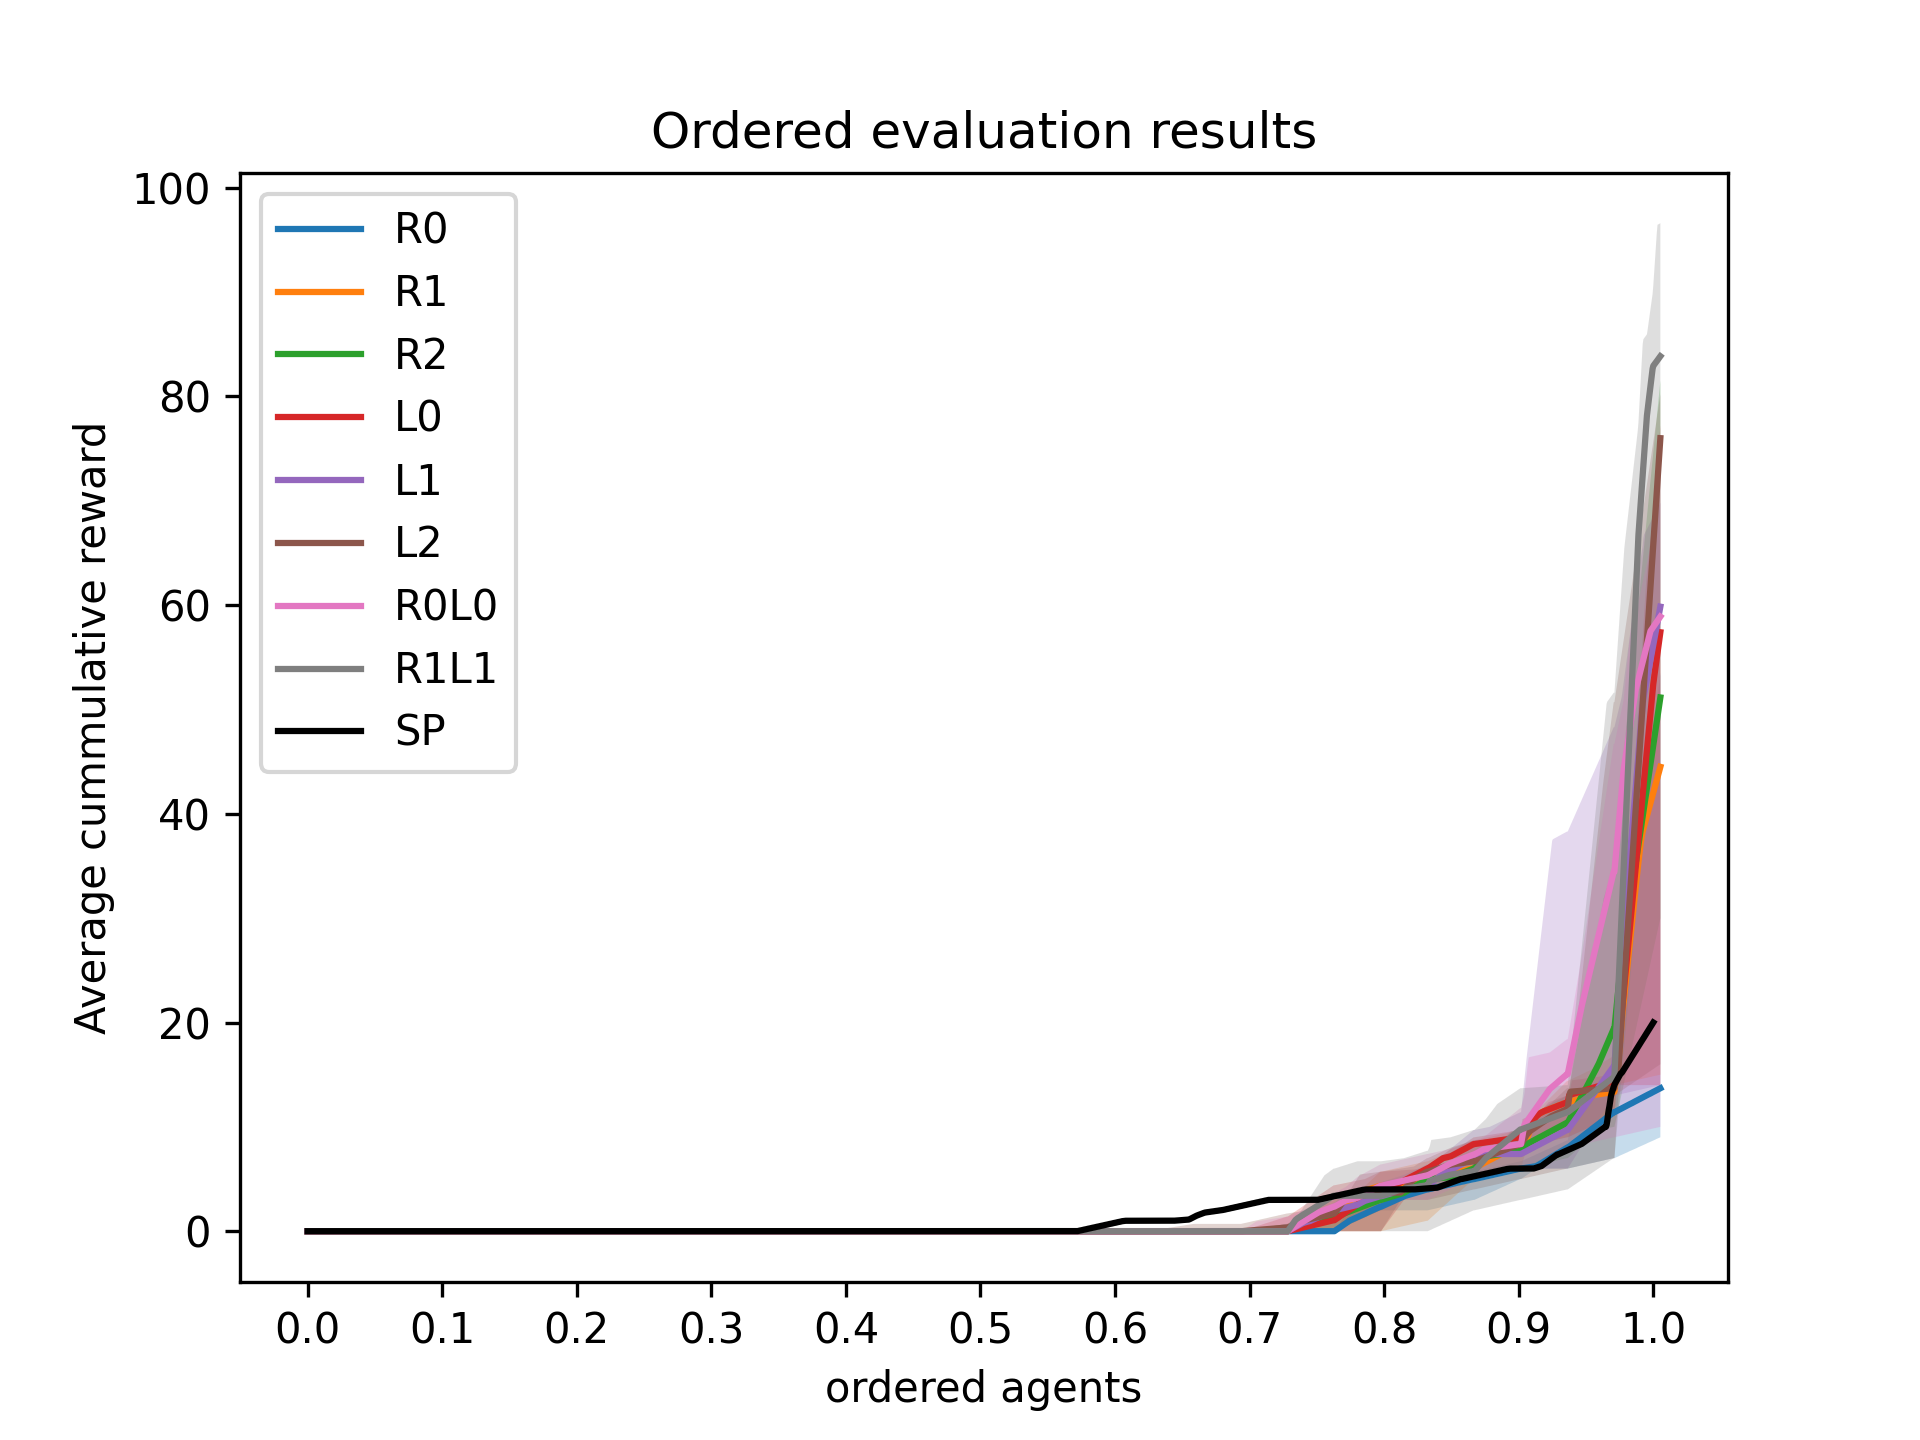 Ordered evaluation results
100
80
60
40
20
0
Average cummulative reward
R0
R1
R2
L0
L1
L2
R0L0
R1L1
SP
0.0 0.1 0.2 0.3 0.4 0.5 0.6 0.7 0.8 0.9 1.0
ordered agents